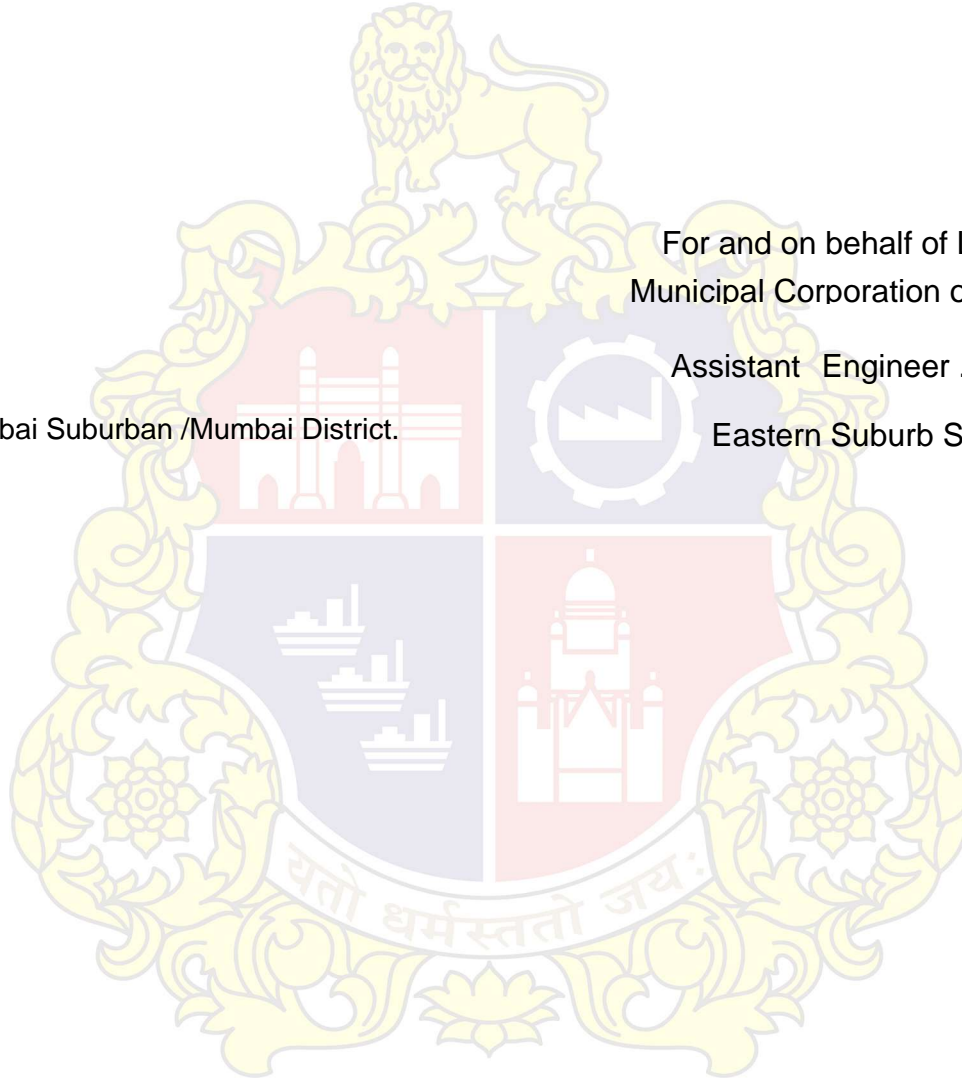 For and on behalf of
Municipal Corporation
Assistant Engineer
bai Suburban /Mumbai District.
Eastern Suburb S
यतो धर्मस्ततो जयः